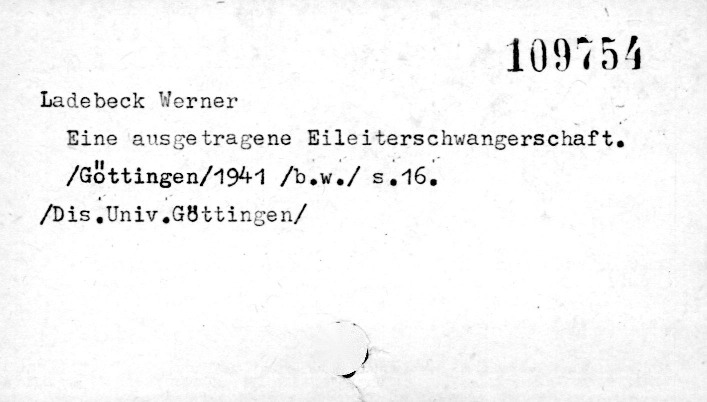 109754
Ladebeck Werner
Eine ausgetragene Eileiterschwangerschaft.
/Göttingen/1941 /b.w./ s.16.
/Dis.Univ.Göttingen/